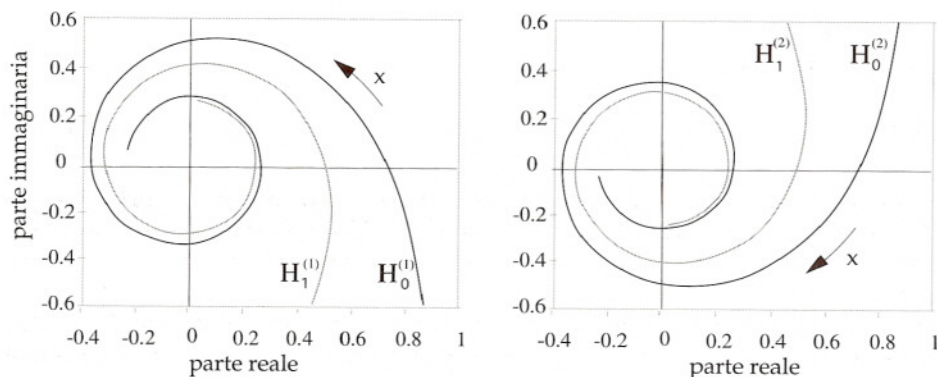 parte immaginaria
0.6
0.4
0.2
0
-0.2
-0.4
-0.6
x
H₁⁽¹⁾
H₀⁽¹⁾
-0.4 -0.2 0 0.2 0.4 0.6 0.8 1
parte reale
0.6
0.4
0.2
0
-0.2
-0.4
-0.6
H₁⁽²⁾
H₀⁽²⁾
x
-0.4 -0.2 0 0.2 0.4 0.6 0.8 1
parte reale